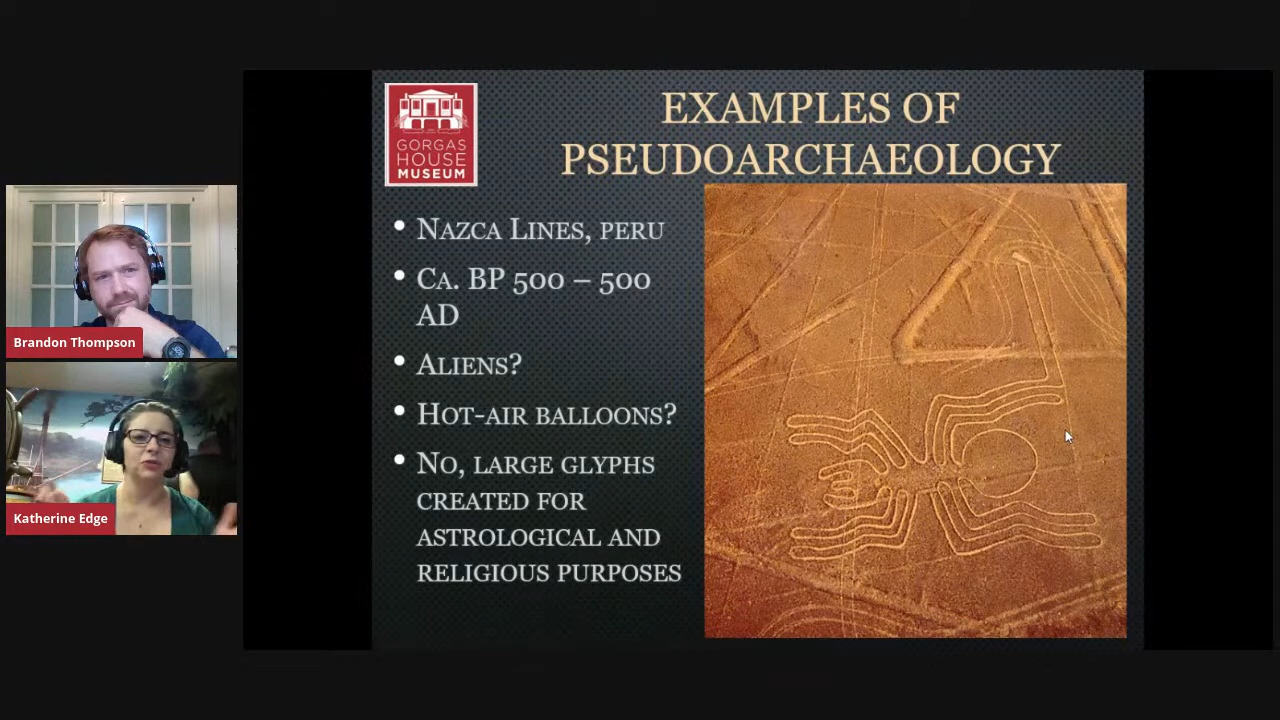 GORGAS
HOUSE
MUSEUM
EXAMPLES OF
PSEUDOARCHAEOLOGY
• NAZCA LINES, PERU
• CA. BP 500 – 500
AD
• ALIENS?
• HOT-AIR BALLOONS?
• NO, LARGE GLYPHS
CREATED FOR
ASTROLOGICAL AND
RELIGIOUS PURPOSES
Brandon Thompson
Katherine Edge